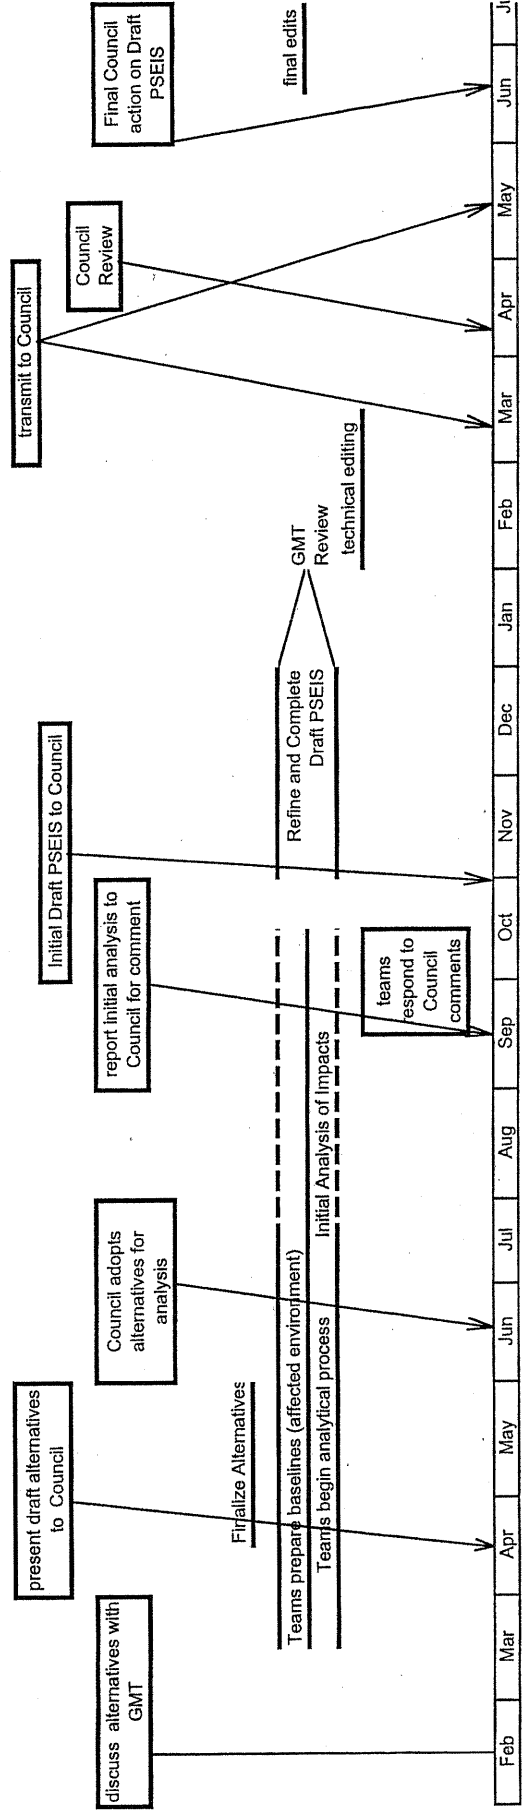 discuss alternatives with
GMT
present draft alternatives
to Council
Council adopts
alternatives for
analysis
report initial analysis to
Council for comment
Initial Draft PSEIS to Council
transmit to Council
Council
Review
Final Council
action on Draft
PSEIS
Finalize Alternatives
Teams prepare baselines (affected environment)
Teams begin analytical process
Initial Analysis of Impacts
teams
respond to
Council
comments
Refine and Complete
Draft PSEIS
GMT
Review
technical editing
final edits
Feb
Mar
Apr
May
Jun
Jul
Aug
Sep
Oct
Nov
Dec
Jan
Feb
Mar
Apr
May
Jun